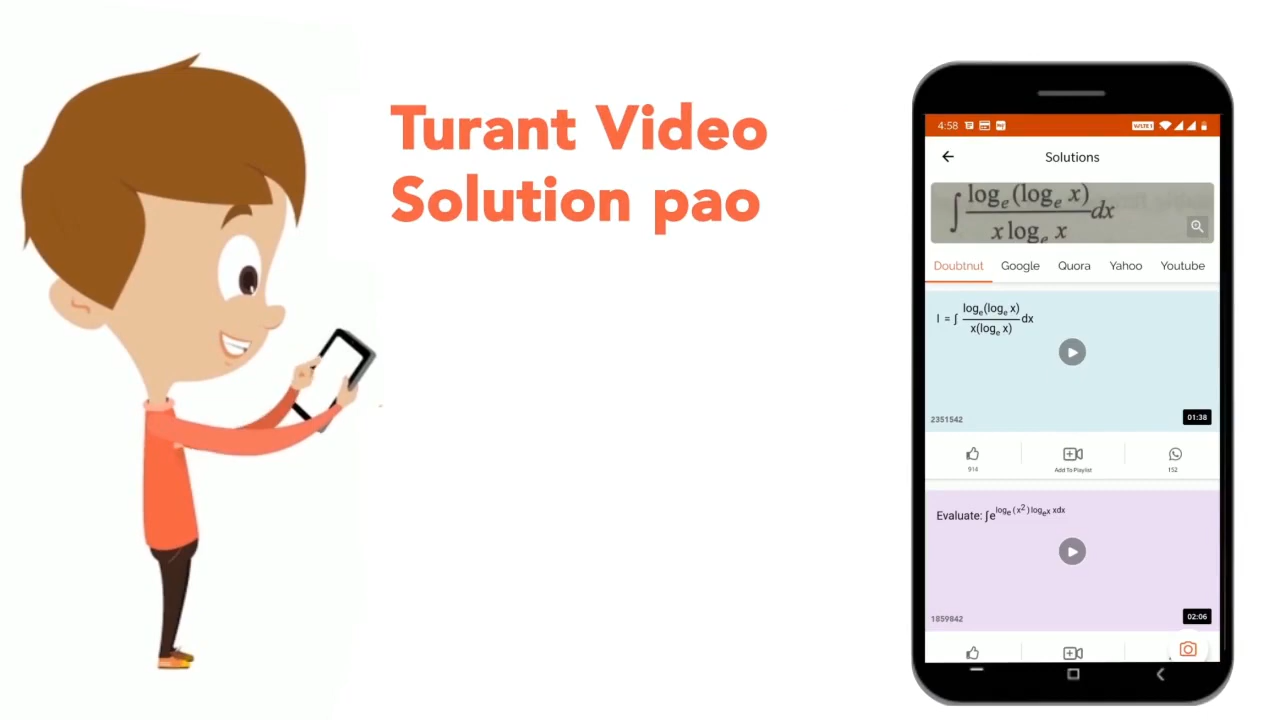 Turant Video
Solution pao
4:58
Solutions
∫ logₑ(logₑ x) / x logₑ x dx
Doubtnut Google Quora Yahoo Youtube
I = ∫ logₑ(logₑ x) / x(logₑ x) dx
2351542 01:38
914 Add To Playlist 152
Evaluate: ∫e^logₑ(x²)logₑx xdx
1859842 02:06